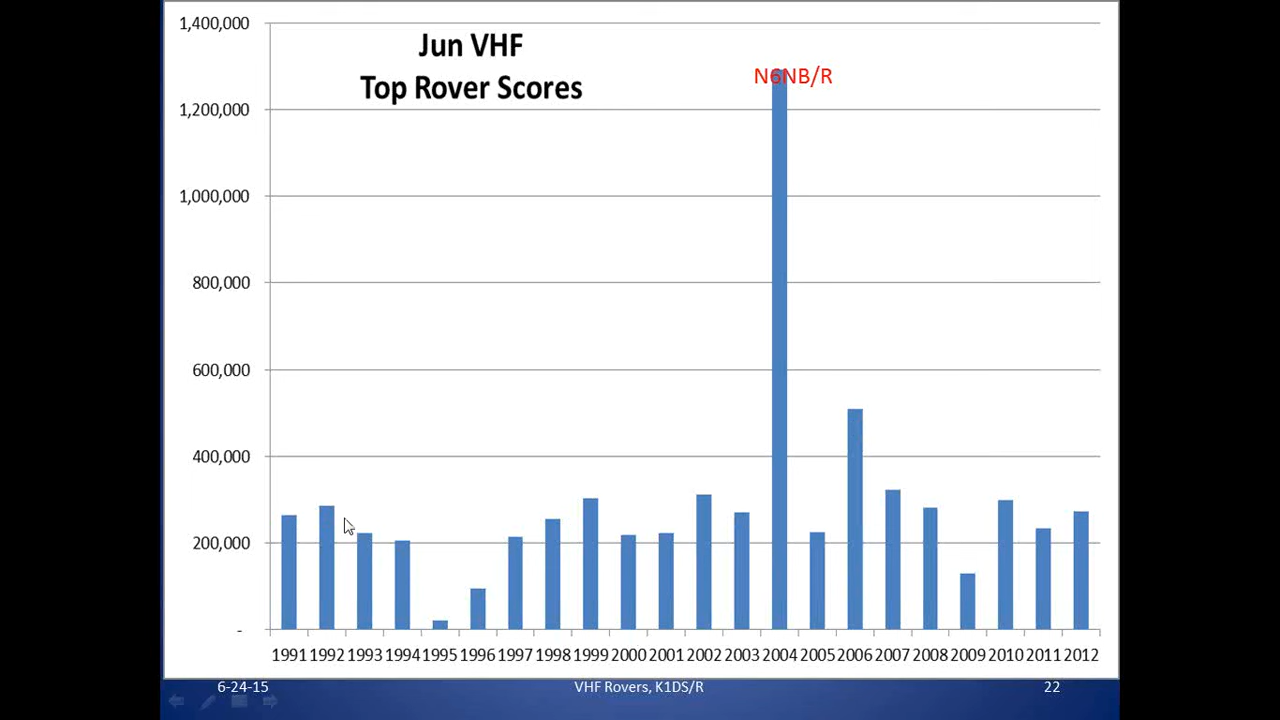 1,400,000
Jun VHF
Top Rover Scores
N6NB/R
1,200,000
1,000,000
800,000
600,000
400,000
200,000
-
1991 1992 1993 1994 1995 1996 1997 1998 1999 2000 2001 2002 2003 2004 2005 2006 2007 2008 2009 2010 2011 2012
6-24-15 VHF Rovers, K1DS/R 22